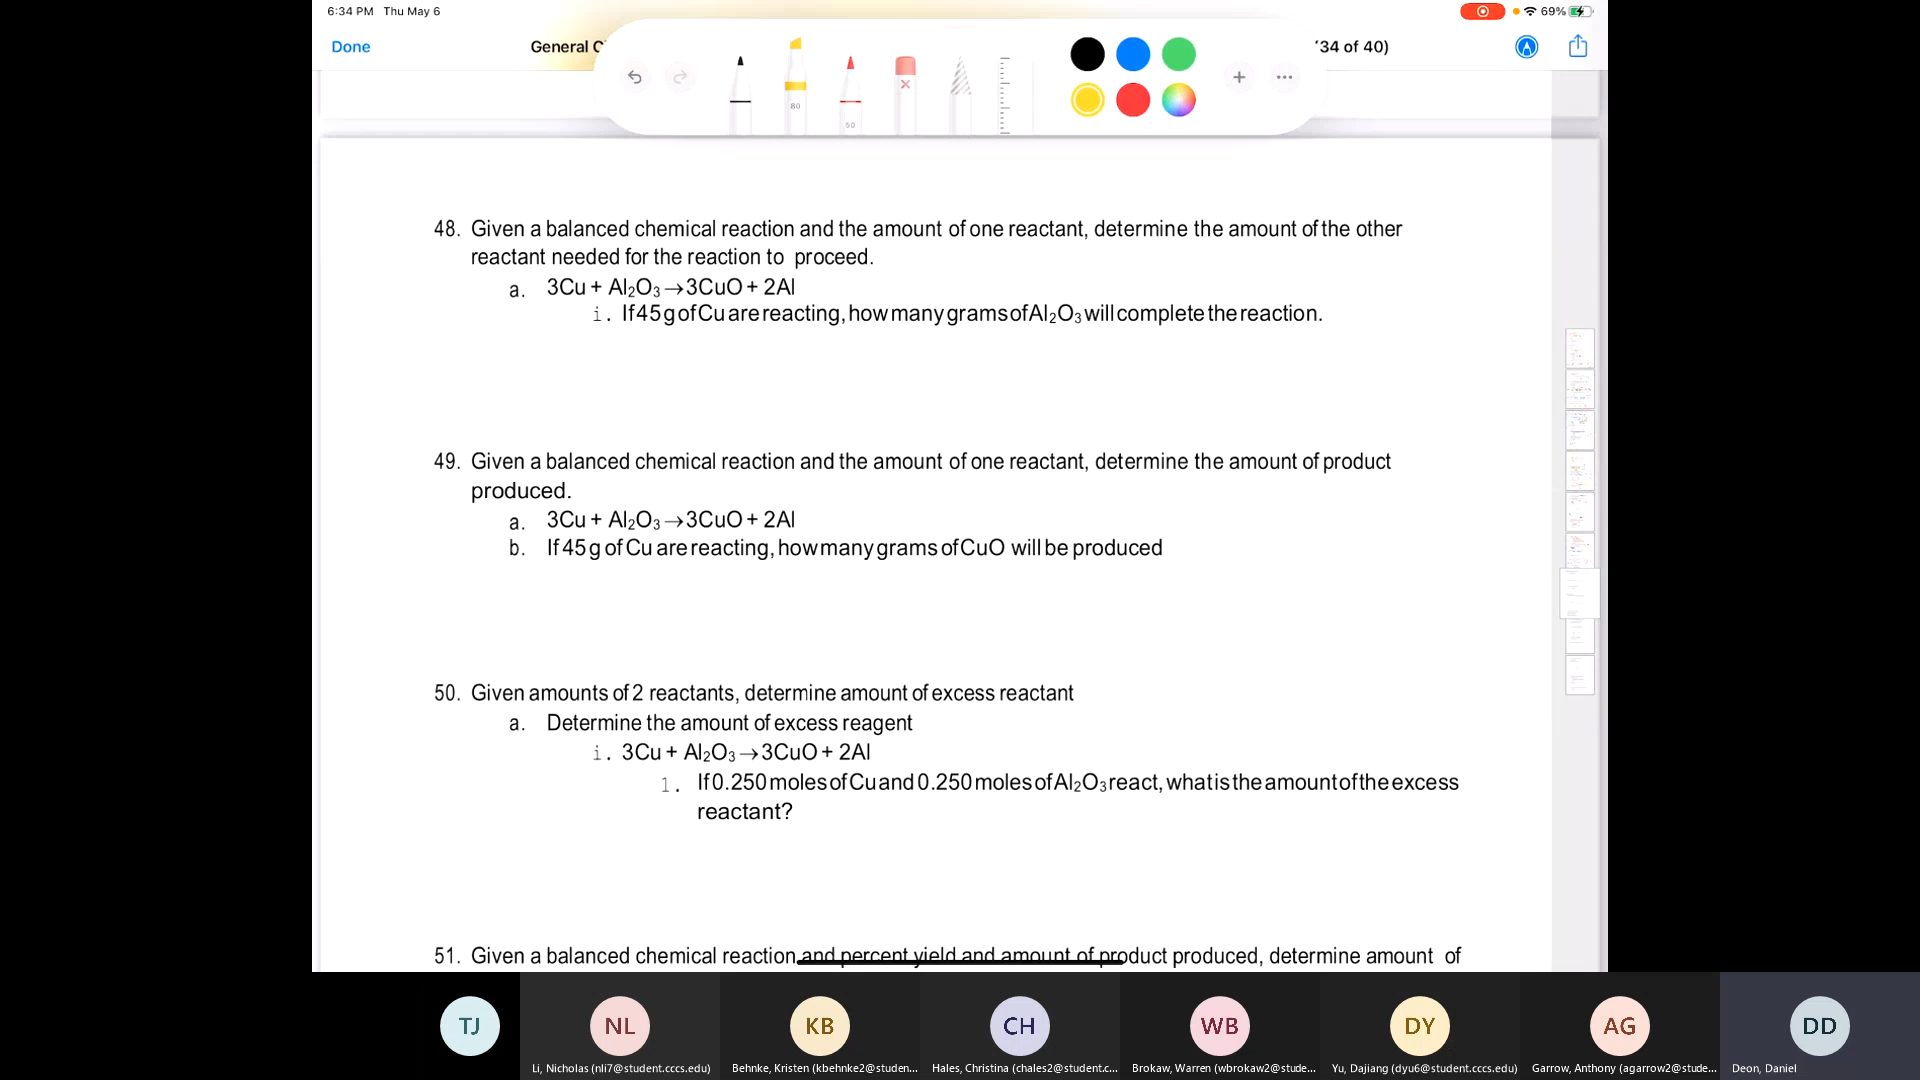 6:34 PM Thu May 6
69%
Done
General C
34 of 40)
80
50
48. Given a balanced chemical reaction and the amount of one reactant, determine the amount of the other
reactant needed for the reaction to proceed.
a. 3Cu + Al₂O₃→3CuO + 2Al
i. If 45 g of Cu are reacting, how many grams of Al₂O₃ will complete the reaction.
49. Given a balanced chemical reaction and the amount of one reactant, determine the amount of product
produced.
a. 3Cu + Al₂O₃→3CuO + 2Al
b. If 45 g of Cu are reacting, how many grams of CuO will be produced
50. Given amounts of 2 reactants, determine amount of excess reactant
a. Determine the amount of excess reagent
i. 3Cu + Al₂O₃→3CuO + 2Al
1. If 0.250 moles of Cu and 0.250 moles of Al₂O₃ react, what is the amount of the excess
reactant?
51. Given a balanced chemical reaction and percent yield and amount of product produced, determine amount of
TJ NL KB CH WB DY AG DD
Li, Nicholas (nli7@student.cccs.edu) Behnke, Kristen (kbehnke2@studen... Hales, Christina (chales2@student.c... Brokaw, Warren (wbrokaw2@stude... Yu, Dajiang (dyu6@student.cccs.edu) Garrow, Anthony (agarrow2@stude... Deon, Daniel